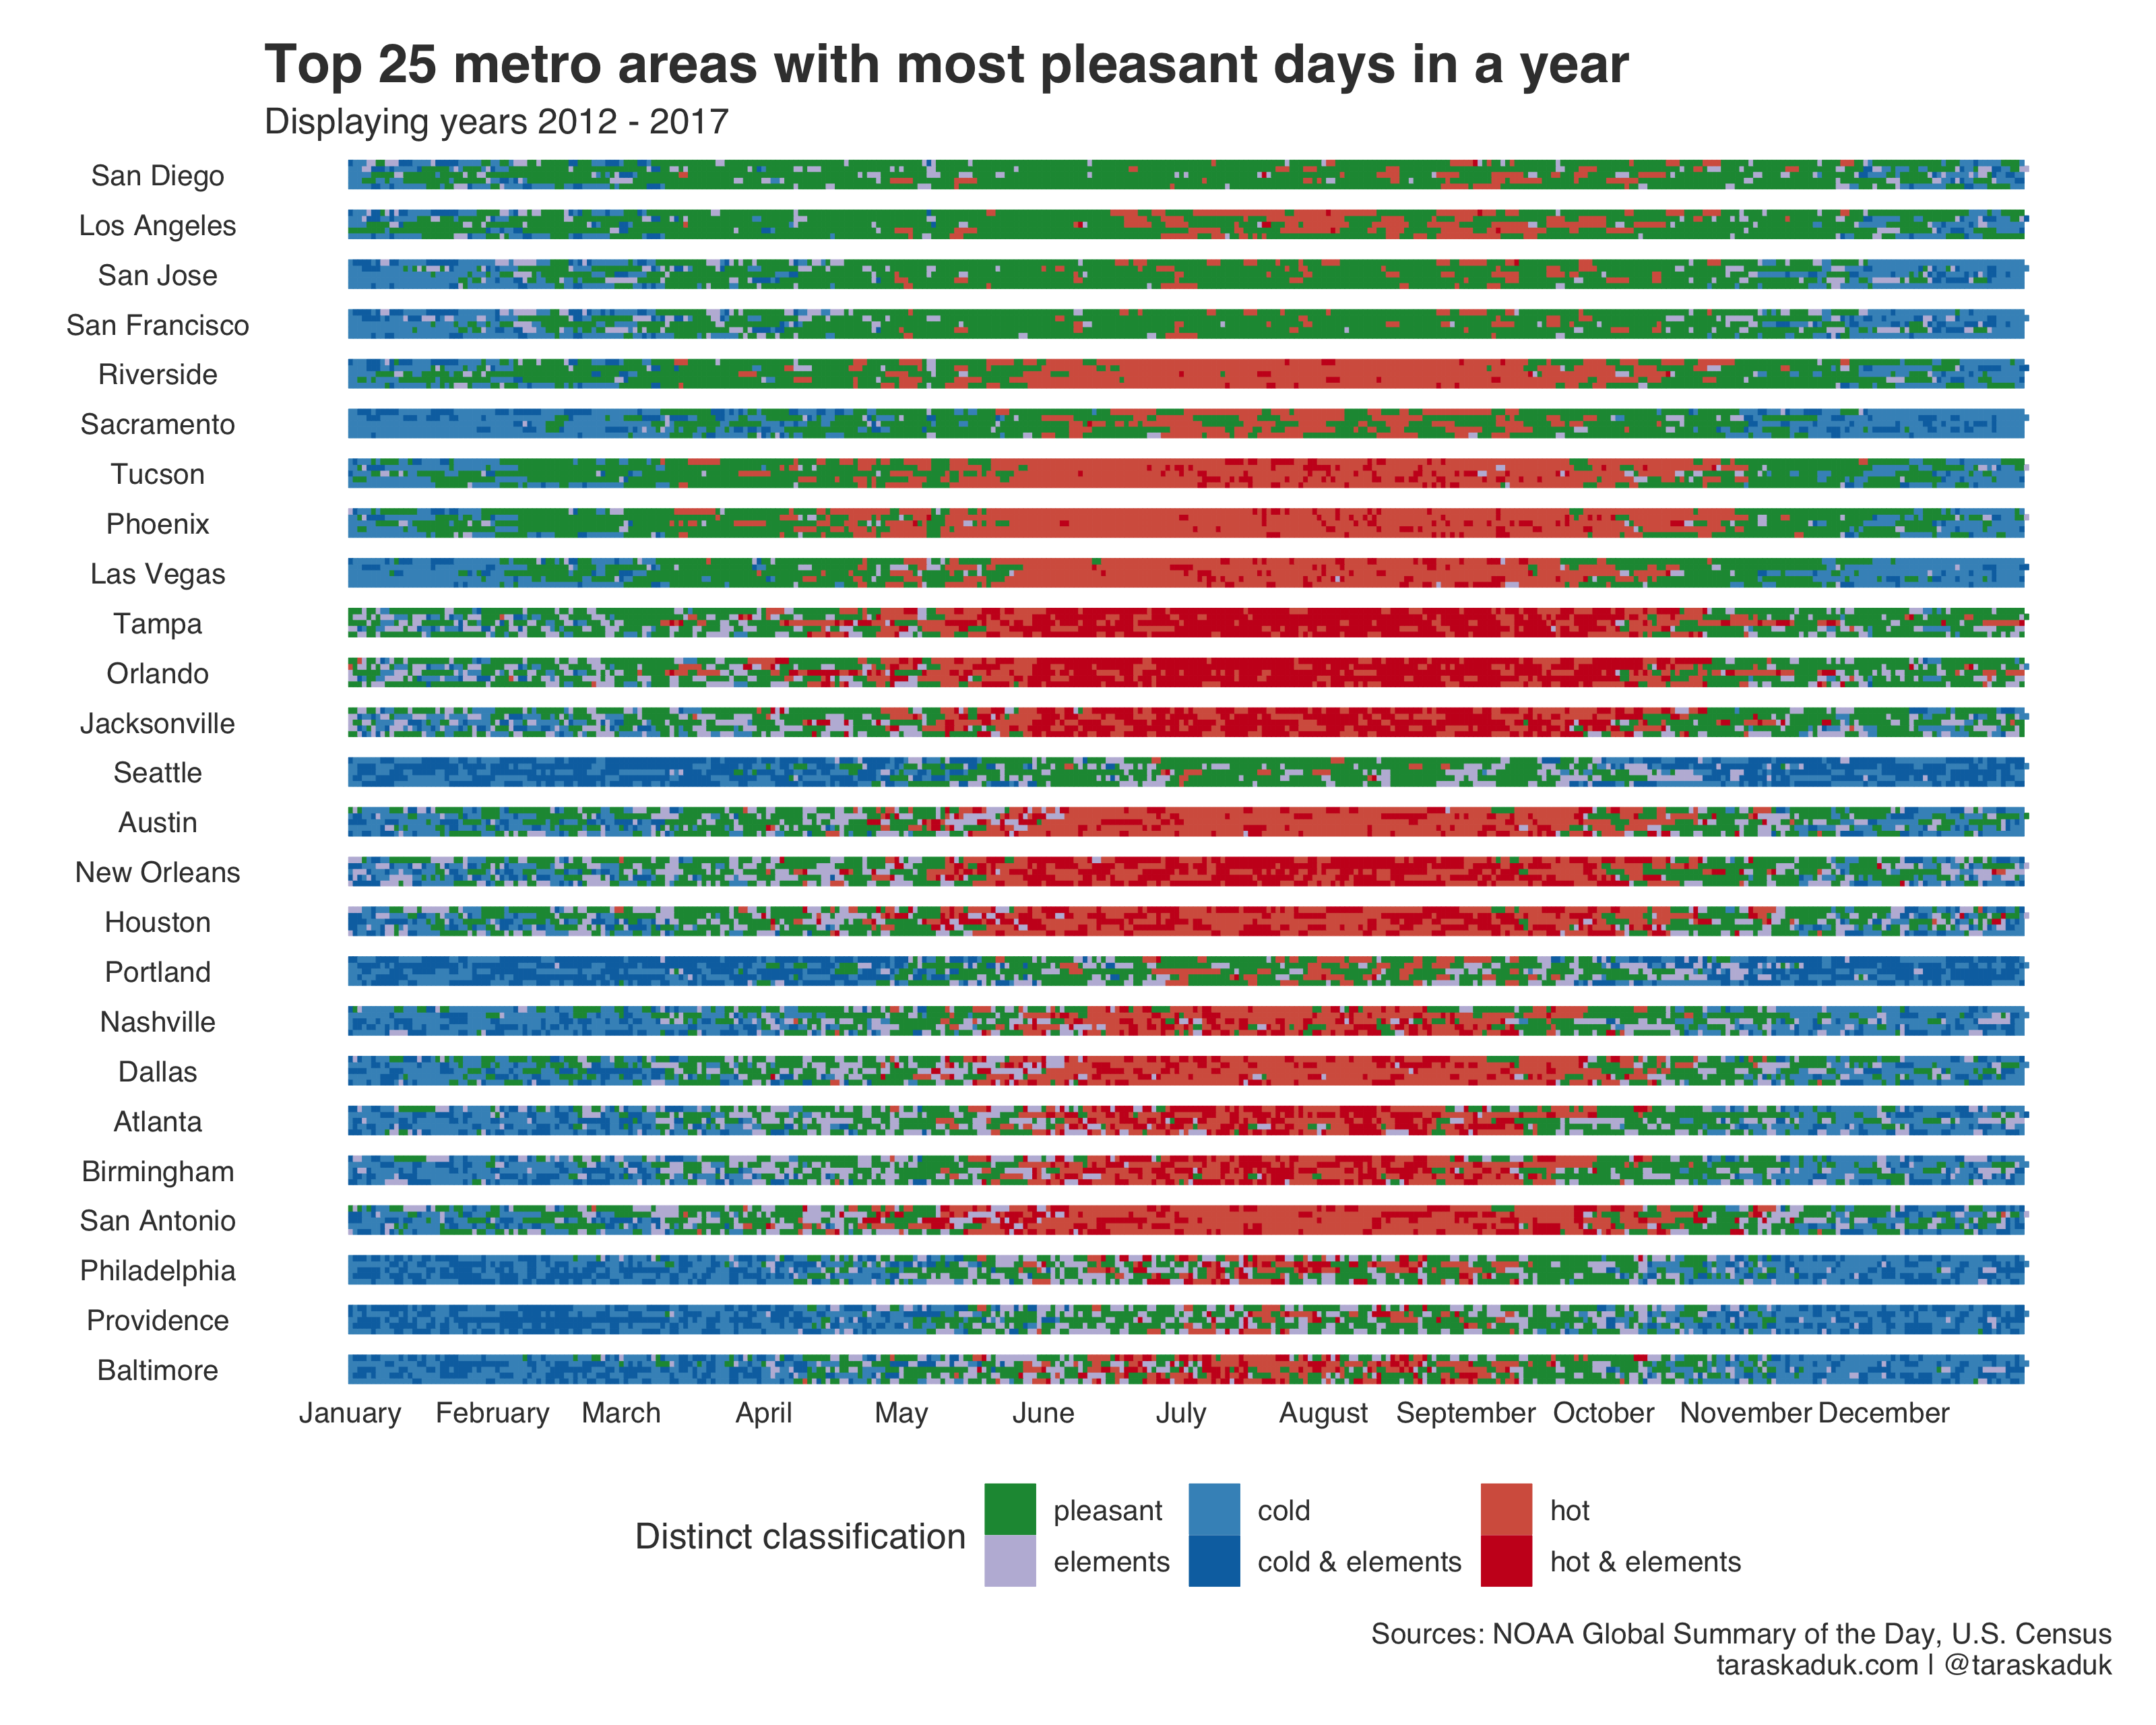 Top 25 metro areas with most pleasant days in a year
Displaying years 2012 - 2017
San Diego
Los Angeles
San Jose
San Francisco
Riverside
Sacramento
Tucson
Phoenix
Las Vegas
Tampa
Orlando
Jacksonville
Seattle
Austin
New Orleans
Houston
Portland
Nashville
Dallas
Atlanta
Birmingham
San Antonio
Philadelphia
Providence
Baltimore
January February March April May June July August September October November December
Distinct classification
pleasant cold hot
elements cold & elements hot & elements
Sources: NOAA Global Summary of the Day, U.S. Census
taraskaduk.com | @taraskaduk